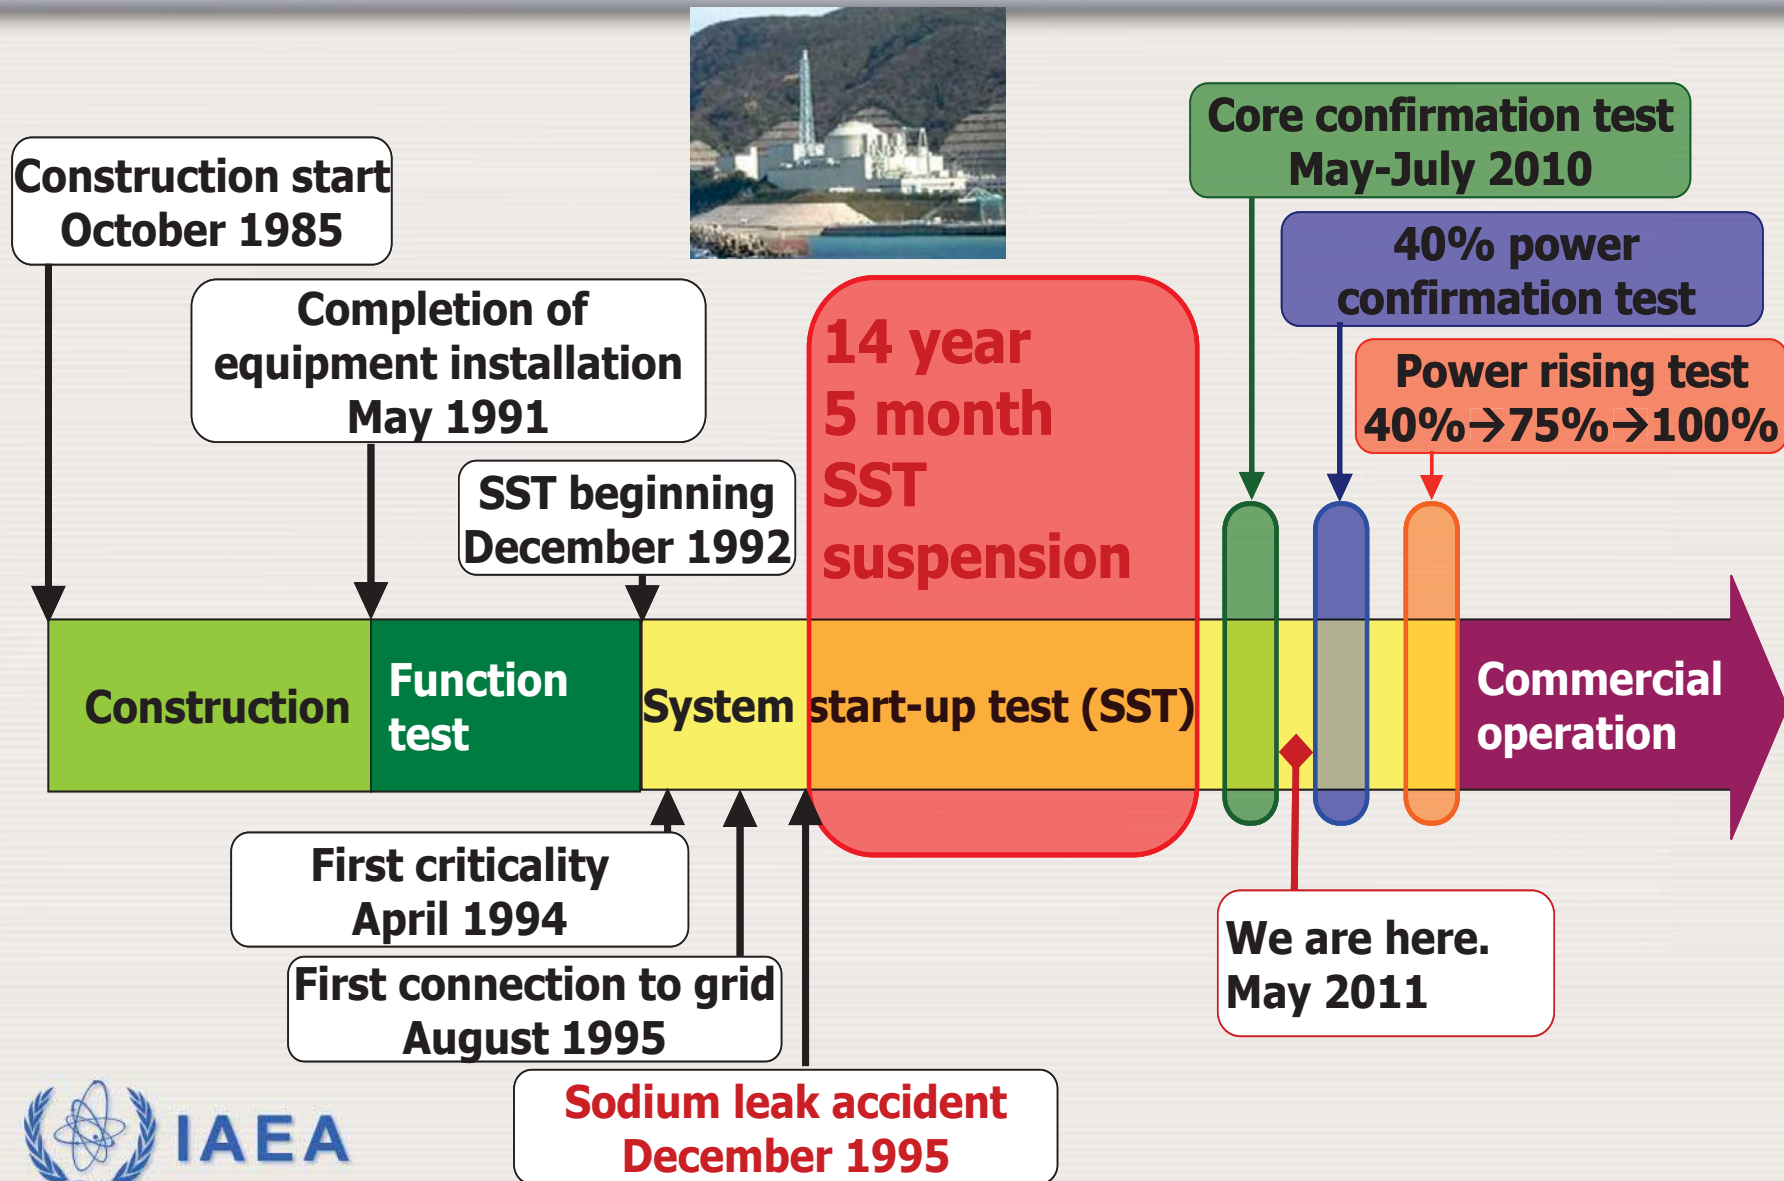 Construction start
October 1985
Completion of
equipment installation
May 1991
SST beginning
December 1992
14 year
5 month
SST
suspension
Core confirmation test
May-July 2010
40% power
confirmation test
Power rising test
40%→75%→100%
Construction
Function
test
System start-up test (SST)
Commercial
operation
First criticality
April 1994
First connection to grid
August 1995
Sodium leak accident
December 1995
We are here.
May 2011
IAEA